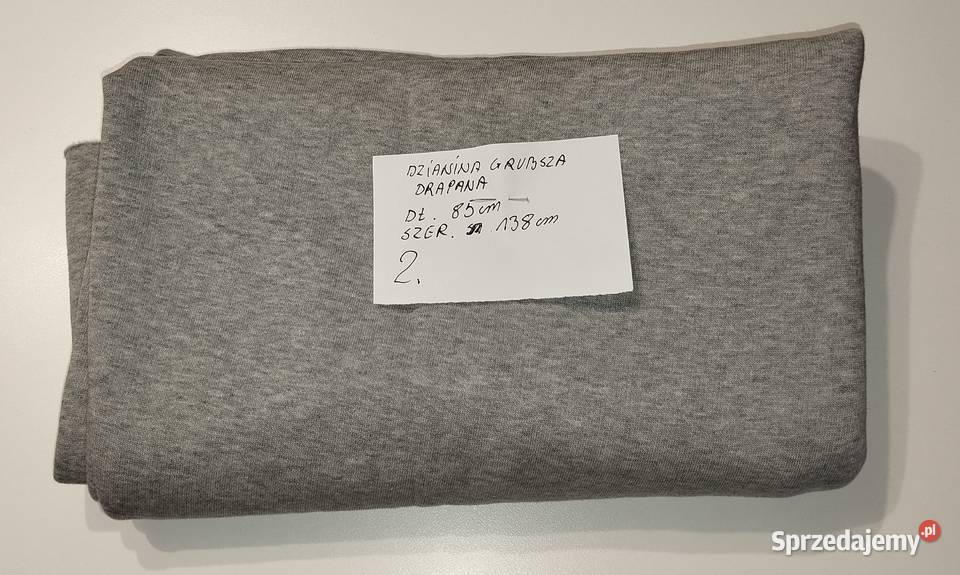 DZIANINA GRUBSZA
DRAPANA
DŁ. 85cm
SZER. 138cm
2.
Sprzedajemy.pl